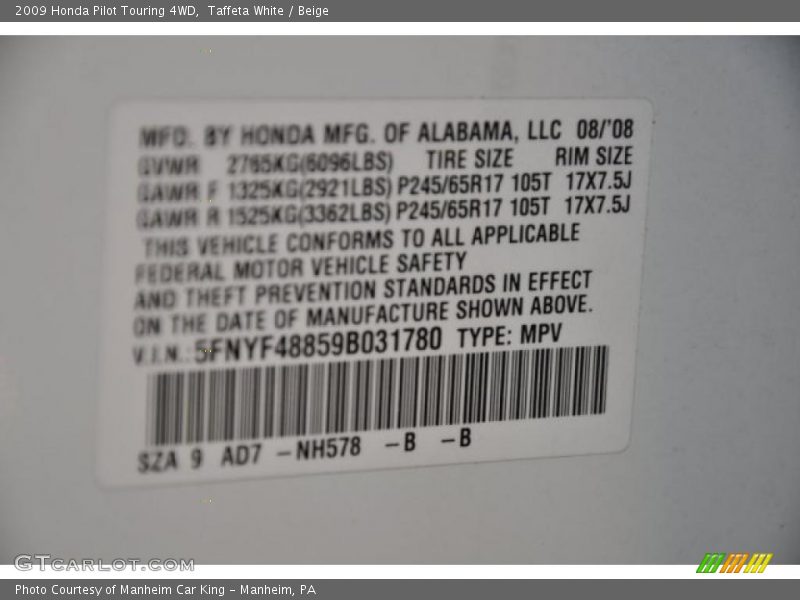 2009 Honda Pilot Touring 4WD,  Taffeta White / Beige
MFD. BY HONDA MFG. OF ALABAMA, LLC 08/'08
GVWR 2765KG(6096LBS) TIRE SIZE RIM SIZE
GAWR F 1325KG(2921LBS) P245/65R17 105T 17X7.5J
GAWR R 1525KG(3362LBS) P245/65R17 105T 17X7.5J
THIS VEHICLE CONFORMS TO ALL APPLICABLE
FEDERAL MOTOR VEHICLE SAFETY
AND THEFT PREVENTION STANDARDS IN EFFECT
ON THE DATE OF MANUFACTURE SHOWN ABOVE.
V.I.N.: 5FNYF48859B031780 TYPE: MPV
SZA 9 AD7 -NH578 -B -B
GTCARLOT.COM
Photo Courtesy of Manheim Car King - Manheim, PA